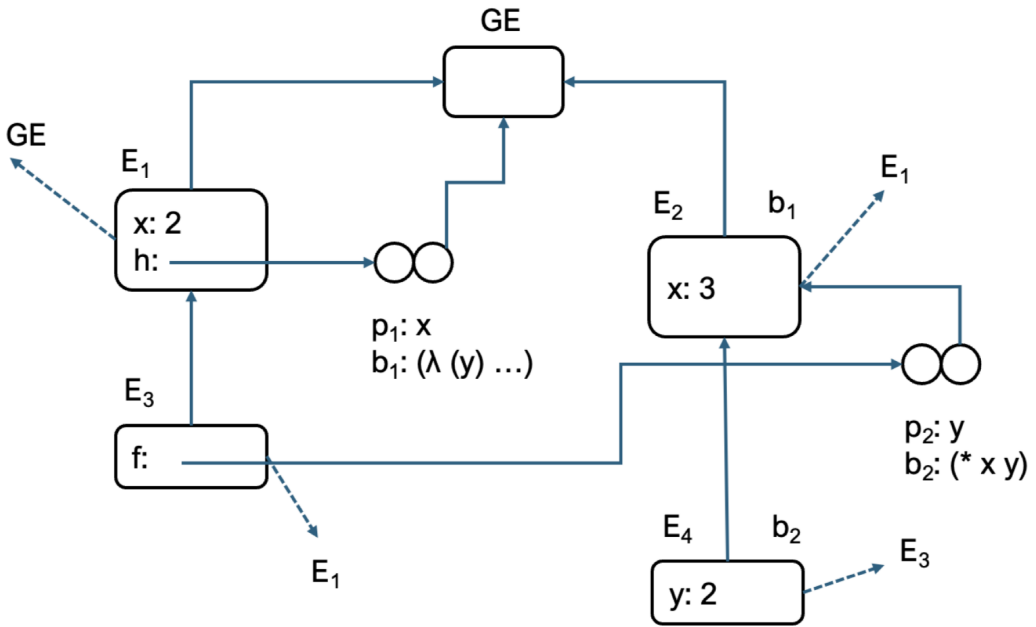 GE
GE
E₁
x: 2
h:
p₁: x
b₁: (λ (y) ...)
E₂ b₁
E₁
x: 3
E₃
f:
p₂: y
b₂: (* x y)
E₁
E₄ b₂
E₃
y: 2